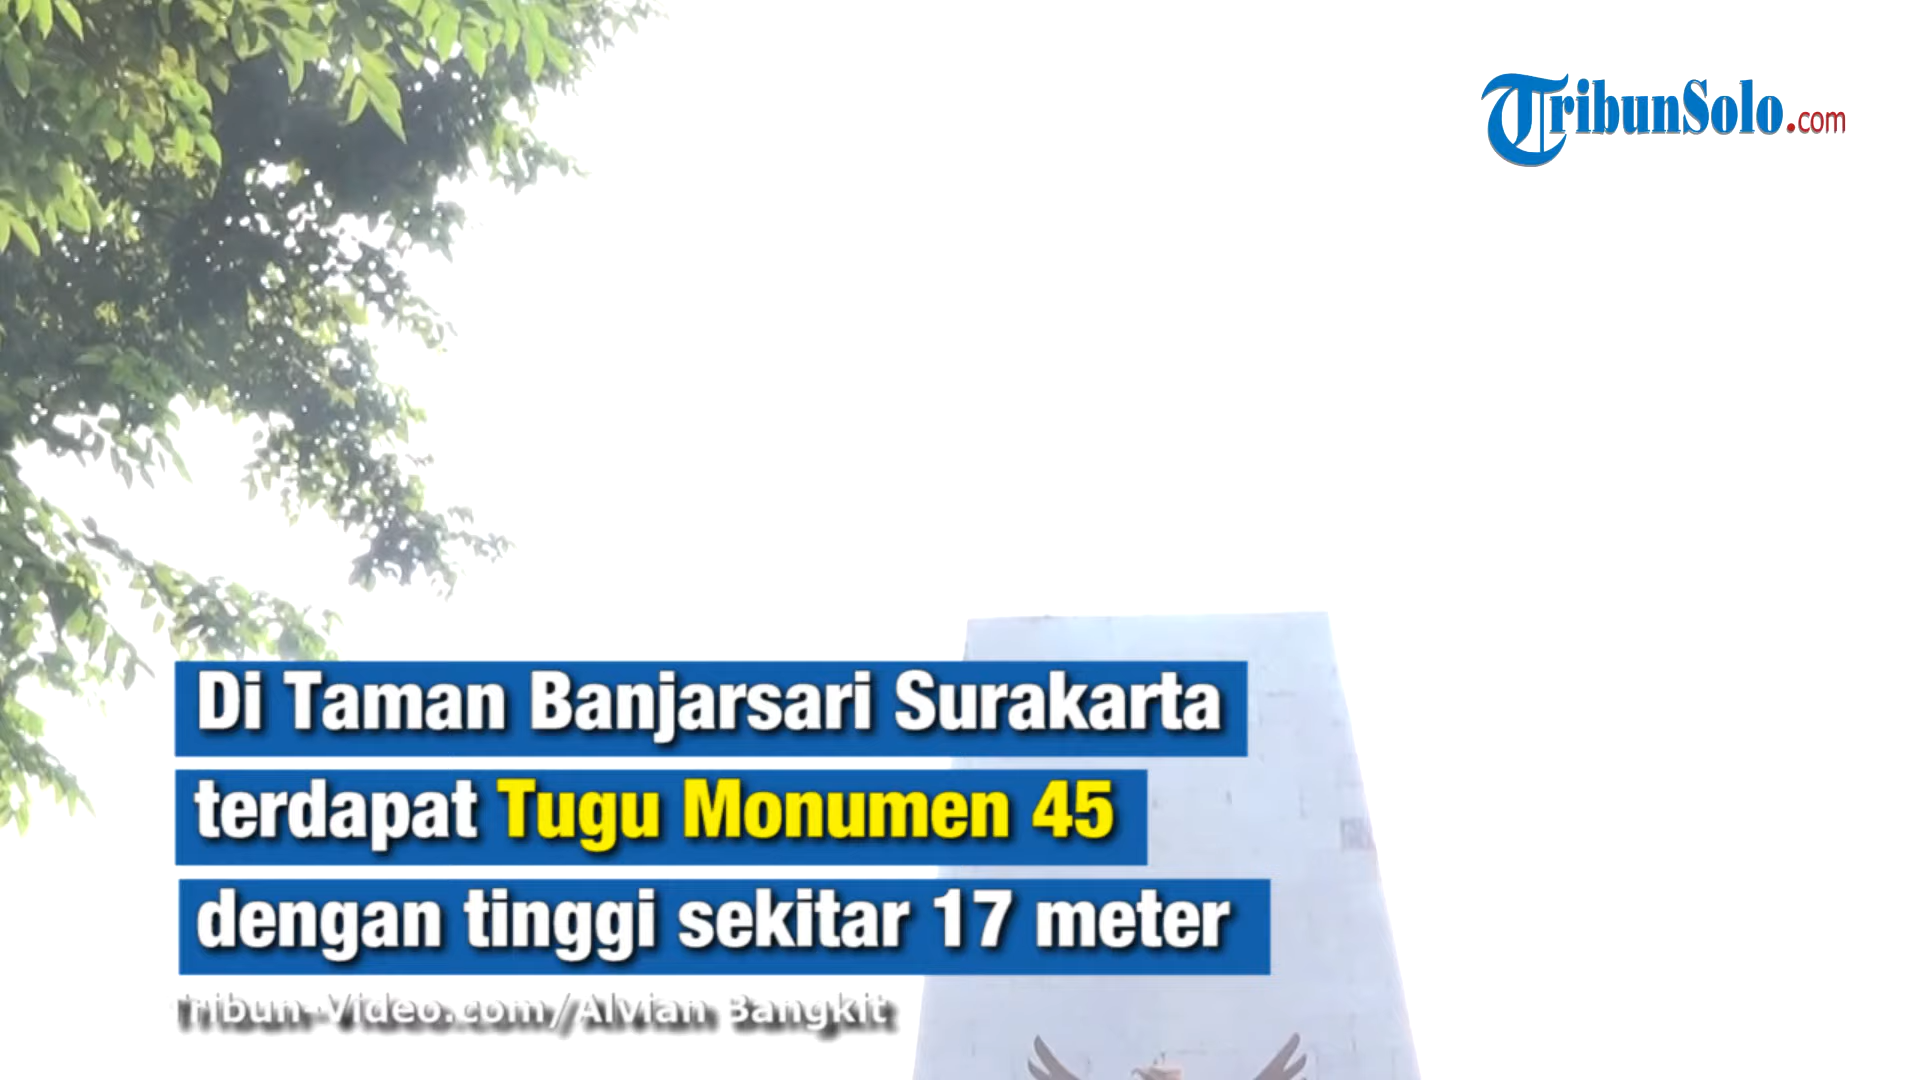 TribunSolo.com
Di Taman Banjarsari Surakarta
terdapat Tugu Monumen 45
dengan tinggi sekitar 17 meter
Tribun-Video.com/Alvian Bangkit